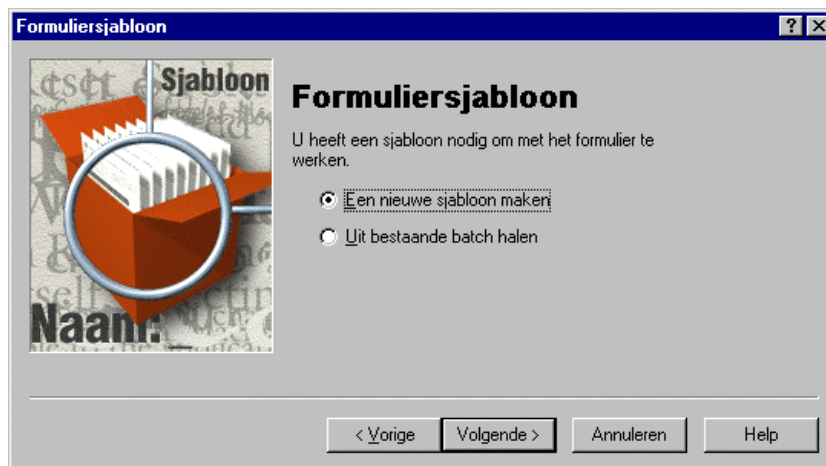 Formuliersjabloon
Sjabloon
Naam:_
Formuliersjabloon
U heeft een sjabloon nodig om met het formulier te
werken.
Een nieuwe sjabloon maken
Uit bestaande batch halen
< Vorige
Volgende >
Annuleren
Help